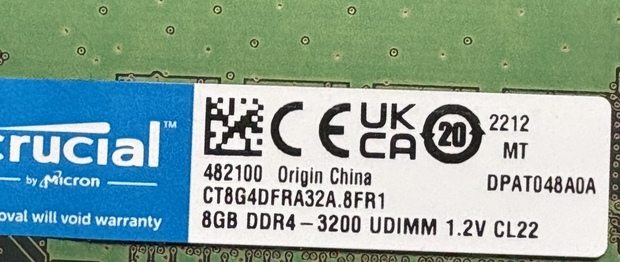 crucial™
by Micron
oval will void warranty
CE UK CA 20 2212
MT
482100 Origin China DPAT048A0A
CT8G4DFRA32A.8FR1
8GB DDR4-3200 UDIMM 1.2V CL22